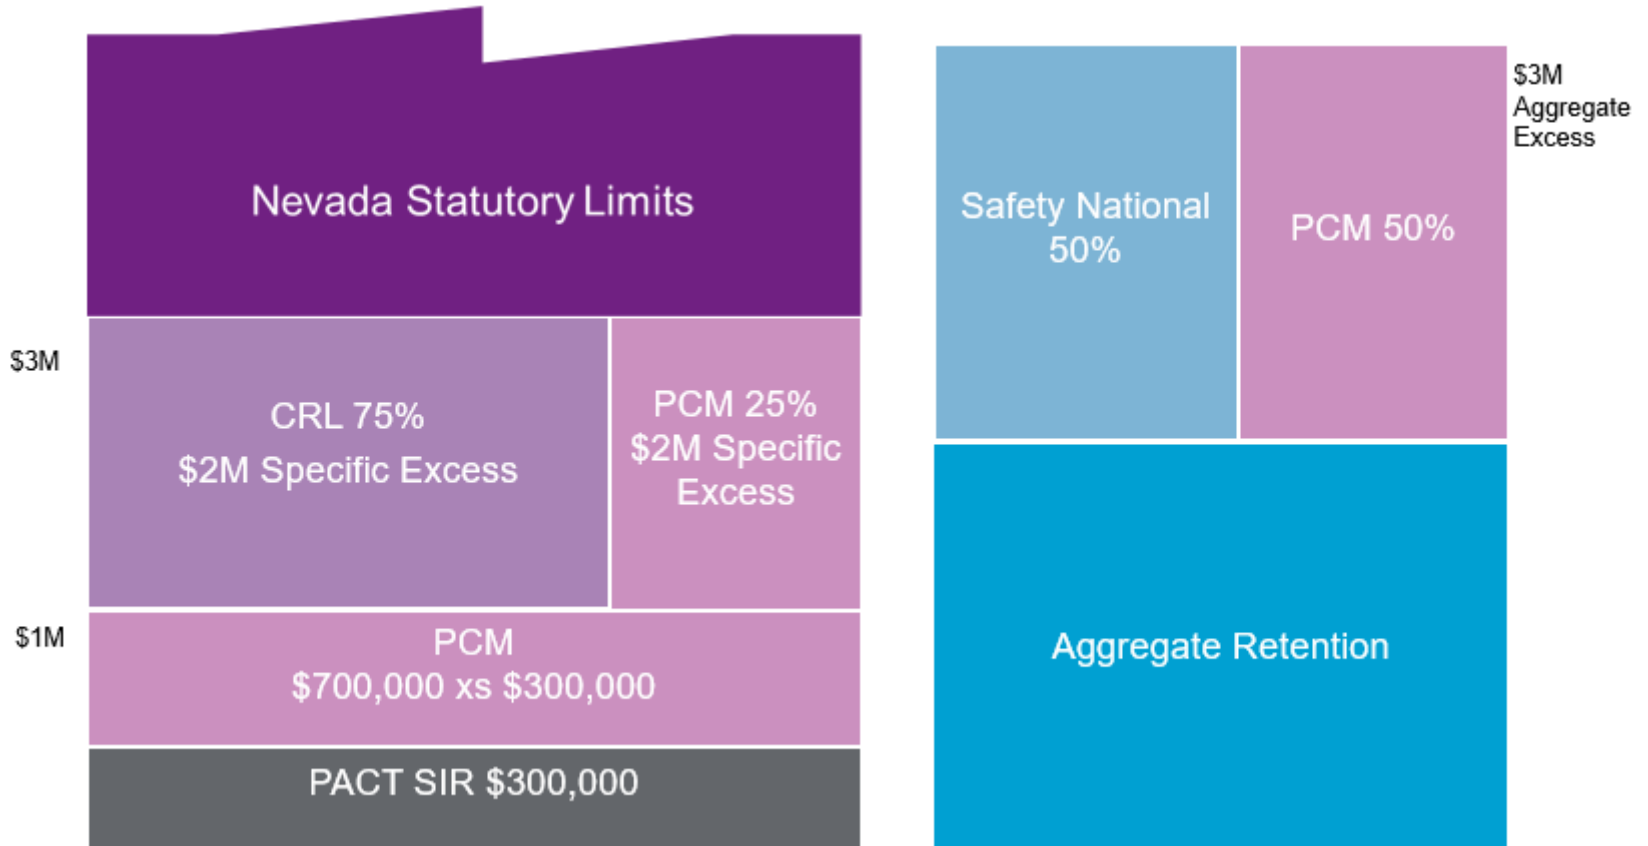 Nevada Statutory Limits
$3M
CRL 75%
$2M Specific Excess
PCM 25%
$2M Specific
Excess
$1M
PCM
$700,000 xs $300,000
PACT SIR $300,000
Safety National
50%
PCM 50%
$3M
Aggregate
Excess
Aggregate Retention